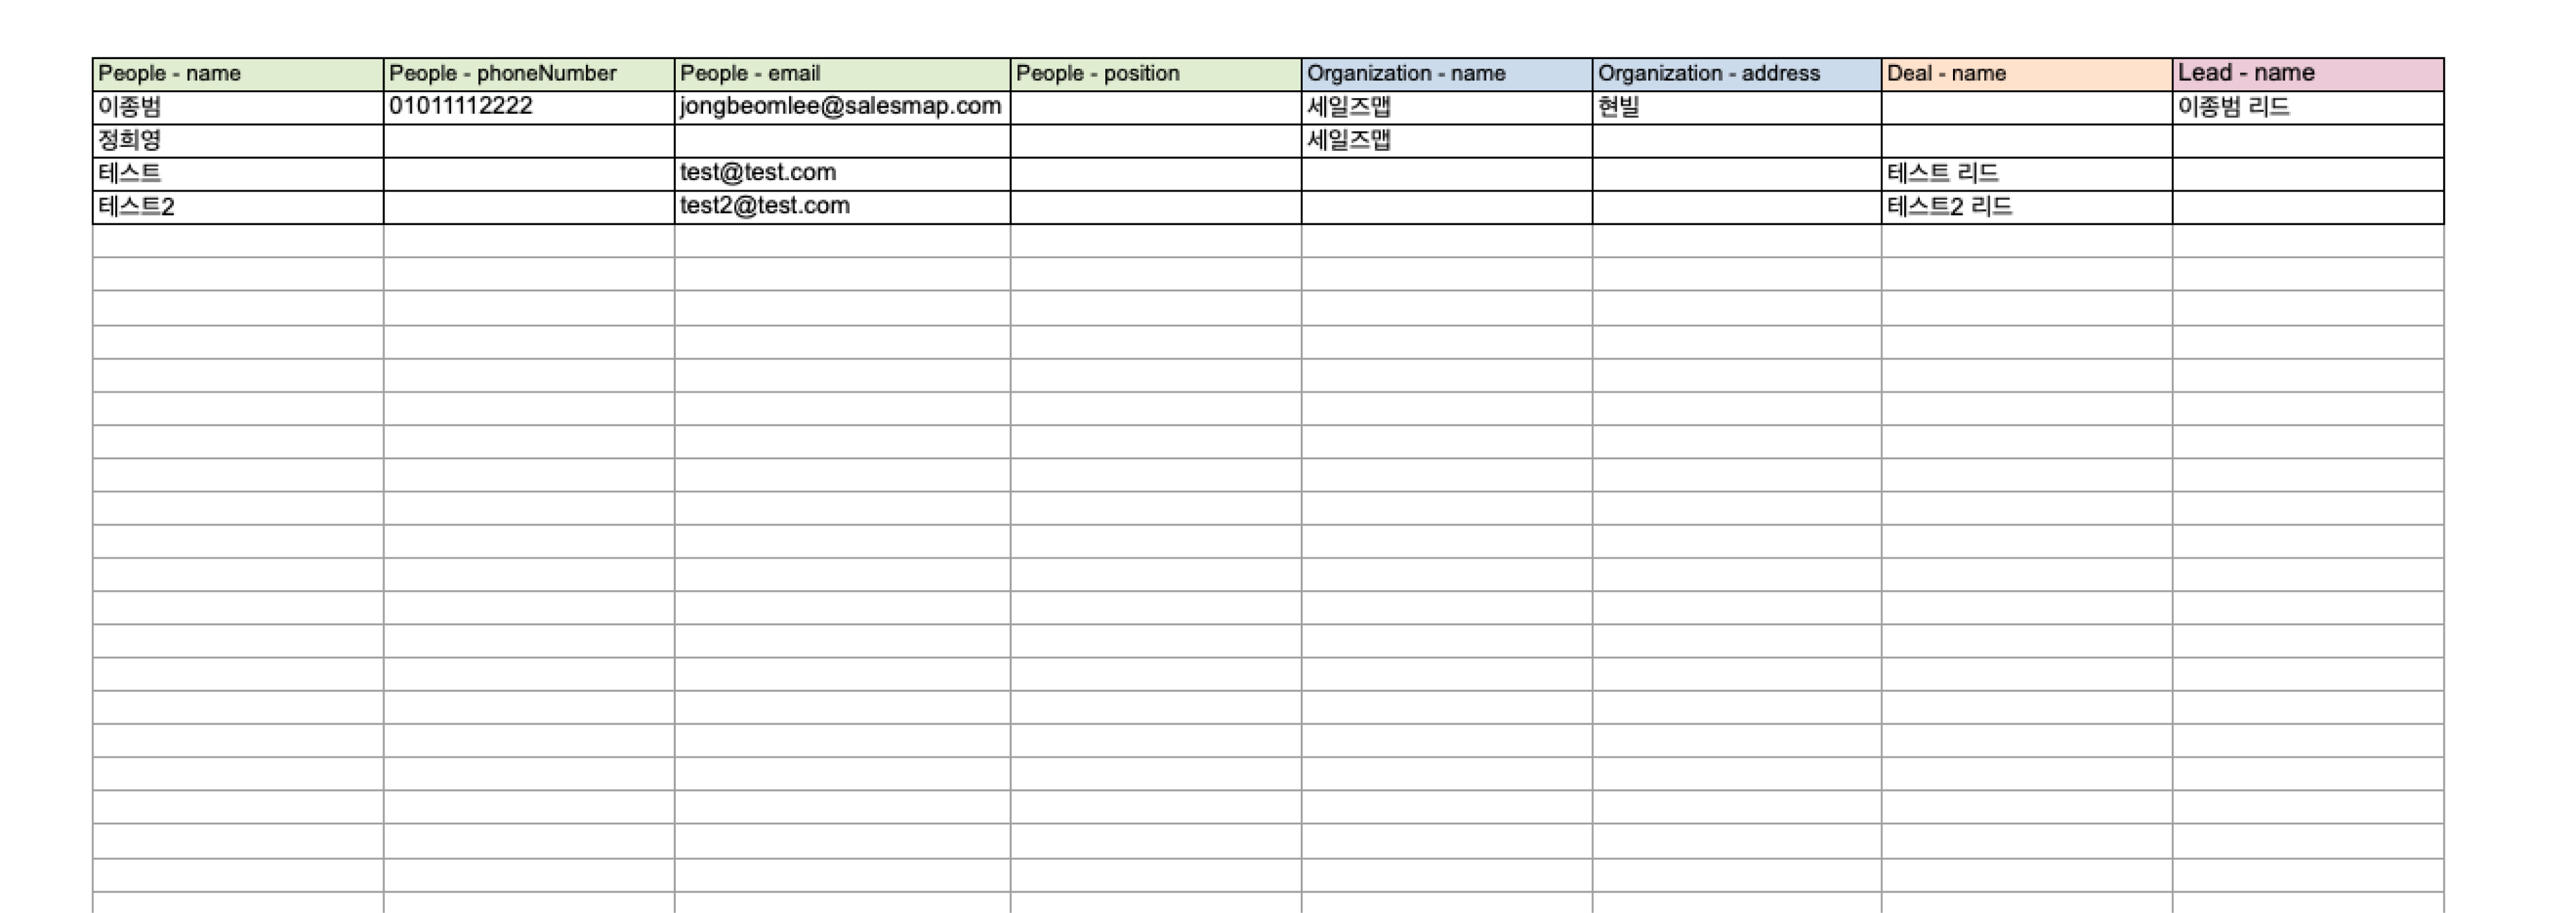 People - name People - phoneNumber People - email People - position Organization - name Organization - address Deal - name Lead - name
이종범 01011112222 jongbeomlee@salesmap.com 세일즈맵 현빌 이종범 리드
정희영 세일즈맵
테스트 test@test.com 테스트 리드
테스트2 test2@test.com 테스트2 리드